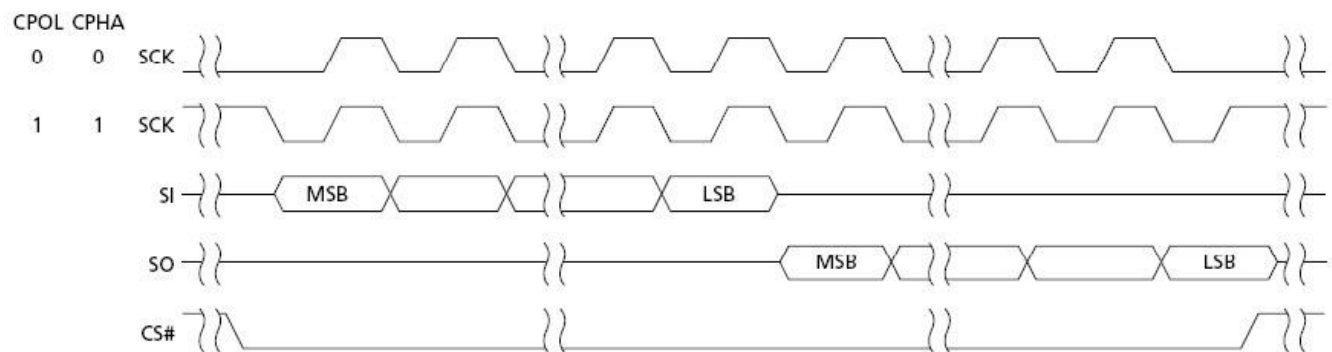 CPOL CPHA
0 0 SCK
1 1 SCK
SI MSB LSB
SO MSB LSB
CS#